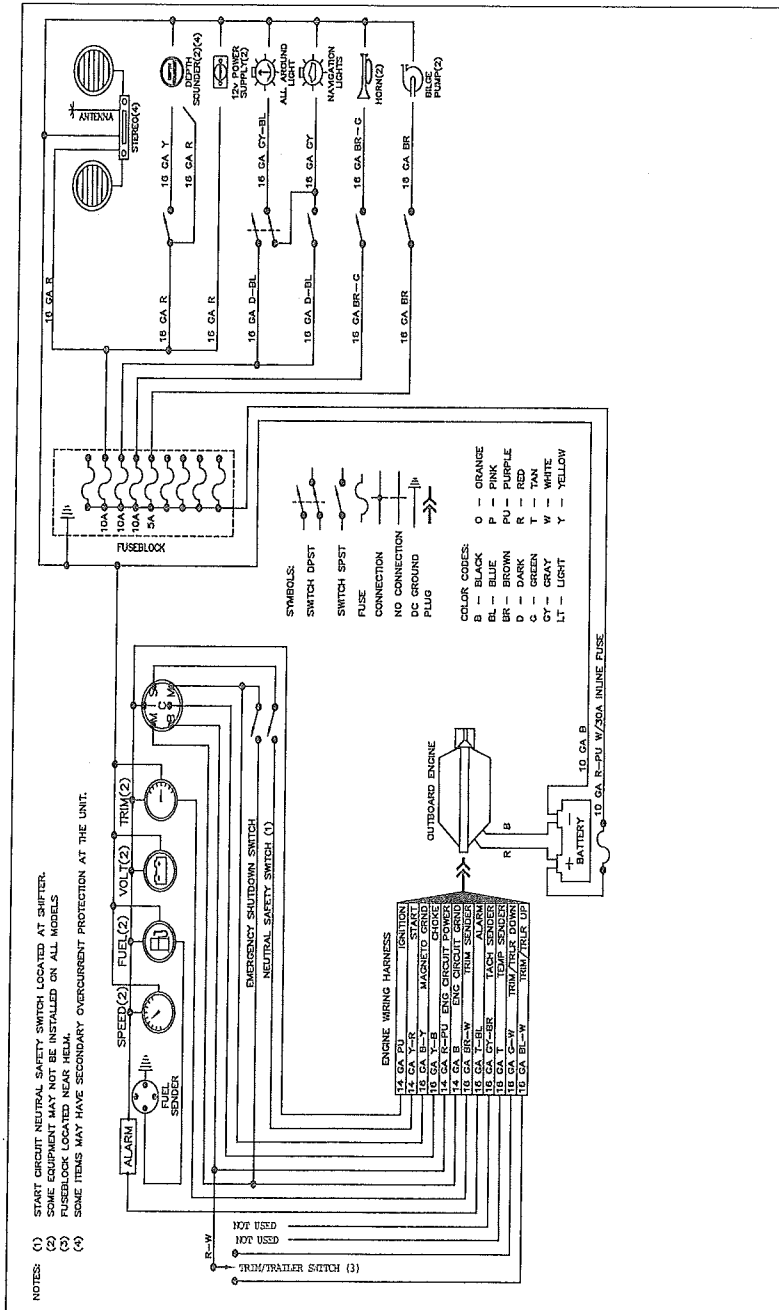 NOTES: (1) START CIRCUIT NEUTRAL SAFETY SWITCH LOCATED AT SHIFTER.
(2) SOME EQUIPMENT MAY NOT BE INSTALLED ON ALL MODELS
(3) FUSEBLOCK LOCATED NEAR HELM.
(4) SOME ITEMS MAY HAVE SECONDARY OVERCURRENT PROTECTION AT THE UNIT.
ALARM
FUEL
SENDER
SPEED(2)
FUEL(2)
VOLT(2)
TRIM(2)
A I S
C
B M
EMERGENCY SHUTDOWN SWITCH
NEUTRAL SAFETY SWITCH (1)
R-W
NOT USED
NOT USED
TRIM/TRAILER SWITCH (3)
ENGINE WIRING HARNESS
14 GA PU IGNITION
14 GA Y-R START
16 GA B-Y MAGNETO GRND
16 GA Y-B CHOKE
14 GA R-PU ENG CIRCUIT POWER
14 GA B ENG CIRCUIT GRND
16 GA BR-W TRIM SENDER
16 GA T-BL ALARM
16 GA GY-BR TACH SENDER
16 GA T TEMP SENDER
16 GA G-W TRIM/TRLR DOWN
16 GA BL-W TRIM/TRLR UP
OUTBOARD ENGINE
R
B
+ -
BATTERY
10 GA B
10 GA R-PU W/30A INLINE FUSE
FUSEBLOCK
10A
10A
10A
5A
SYMBOLS:
SWITCH DPST
SWITCH SPST
FUSE
CONNECTION
NO CONNECTION
DC GROUND
PLUG
COLOR CODES:
B - BLACK O - ORANGE
BL - BLUE P - PINK
BR - BROWN PU - PURPLE
D - DARK R - RED
G - GREEN T - TAN
GY - GRAY W - WHITE
LT - LIGHT Y - YELLOW
16 GA R
ANTENNA
STEREO(4)
16 GA R
16 GA Y
16 GA R
DEPTH
SOUNDER(2)(4)
16 GA R
12v POWER
SUPPLY(2)
16 GA D-BL
16 GA GY-BL
ALL AROUND
LIGHT
16 GA D-BL
16 GA GY
NAVIGATION
LIGHTS
16 GA BR-G
16 GA BR-G
HORN(2)
16 GA BR
16 GA BR
BILGE
PUMP(2)